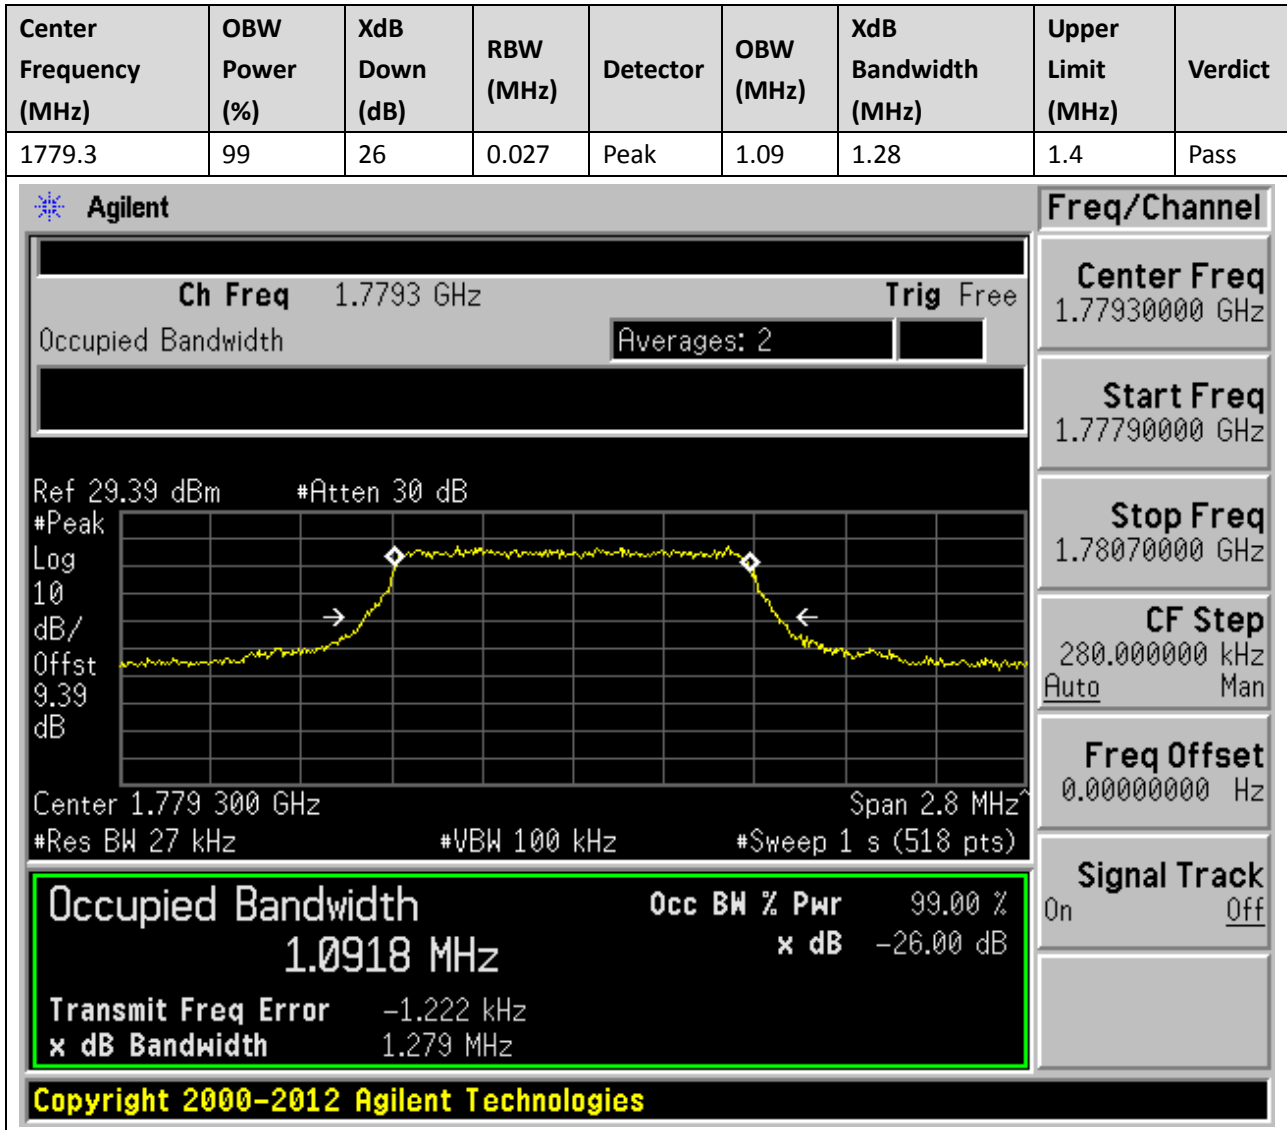 Center Frequency (MHz) OBW Power (%) XdB Down (dB) RBW (MHz) Detector OBW (MHz) XdB Bandwidth (MHz) Upper Limit (MHz) Verdict
1779.3 99 26 0.027 Peak 1.09 1.28 1.4 Pass
Agilent Freq/Channel
Ch Freq 1.7793 GHz Trig Free
Occupied Bandwidth Averages: 2
Center Freq
1.77930000 GHz
Start Freq
1.77790000 GHz
Stop Freq
1.78070000 GHz
CF Step
280.000000 kHz
Auto Man
Freq Offset
0.00000000 Hz
Signal Track
On Off
Ref 29.39 dBm #Atten 30 dB
#Peak
Log
10
dB/
Offst
9.39
dB
Center 1.779 300 GHz Span 2.8 MHz^
#Res BW 27 kHz #VBW 100 kHz #Sweep 1 s (518 pts)
Occupied Bandwidth Occ BW % Pwr 99.00 %
1.0918 MHz x dB -26.00 dB
Transmit Freq Error -1.222 kHz
x dB Bandwidth 1.279 MHz
Copyright 2000-2012 Agilent Technologies